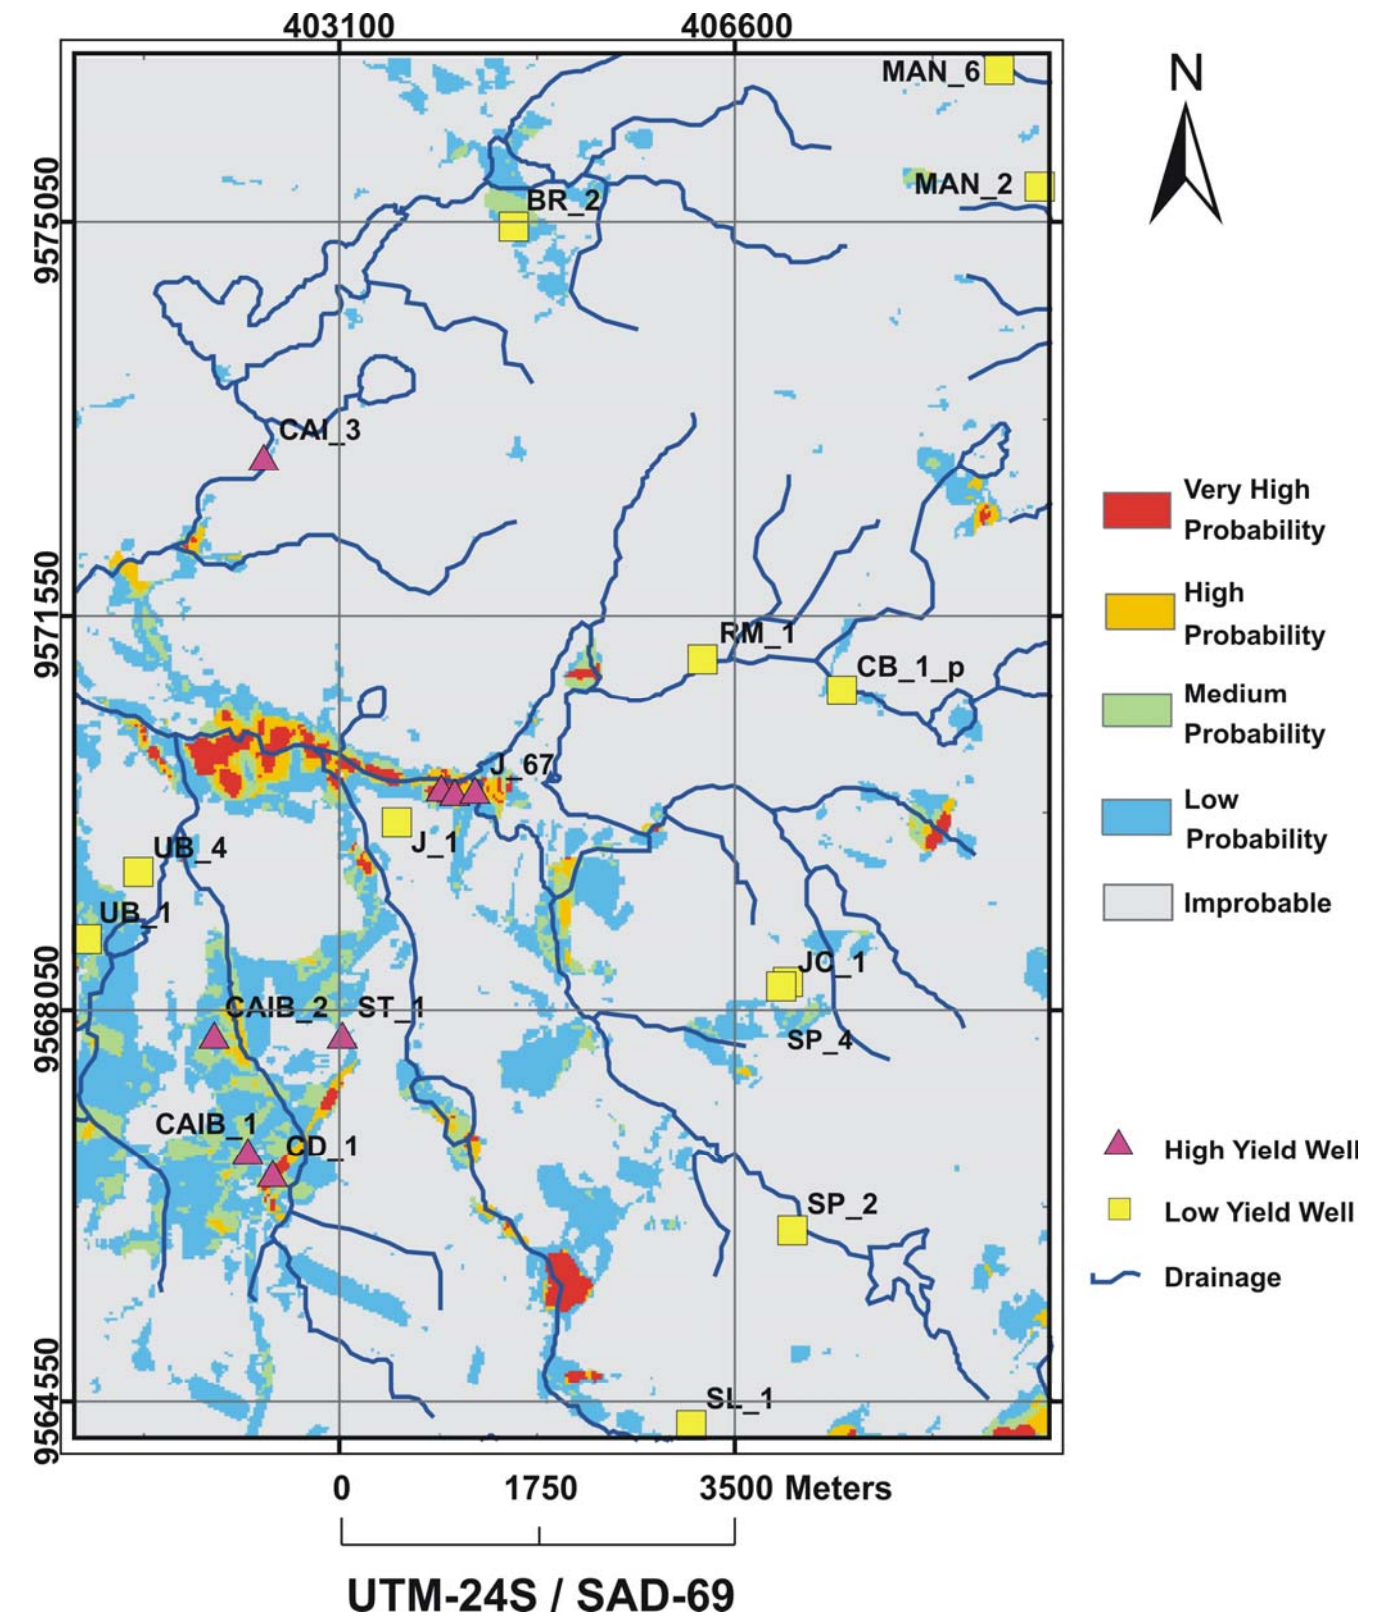 403100
406600
MAN_6
N
9575050
MAN_2
BR_2
CAI_3
Very High
Probability
9571550
High
Probability
RM_1
CB_1_p
Medium
Probability
J_67
Low
Probability
J_1
UB_4
UB_1
Improbable
JC_1
9568050
CAIB_2
ST_1
SP_4
CAIB_1
CD_1
High Yield Well
SP_2
Low Yield Well
Drainage
9564550
SL_1
0
1750
3500 Meters
UTM-24S / SAD-69